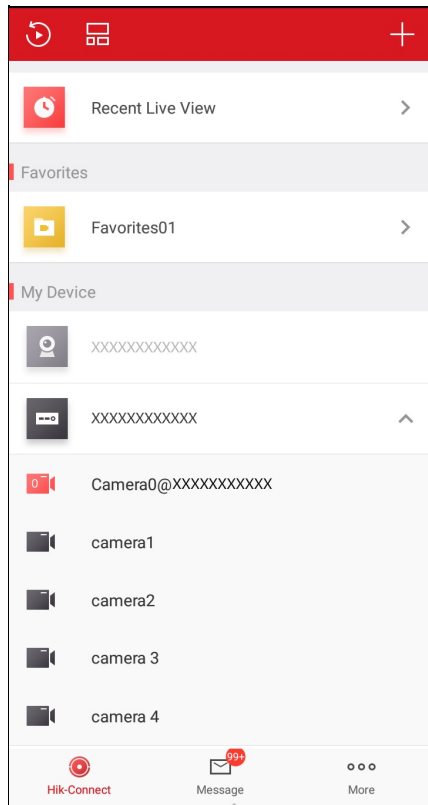 Recent Live View
Favorites
Favorites01
My Device
XXXXXXXXXXXX
XXXXXXXXXXXX
0
Camera0@XXXXXXXXXXX
camera1
camera2
camera 3
camera 4
99+
Hik-Connect
Message
More